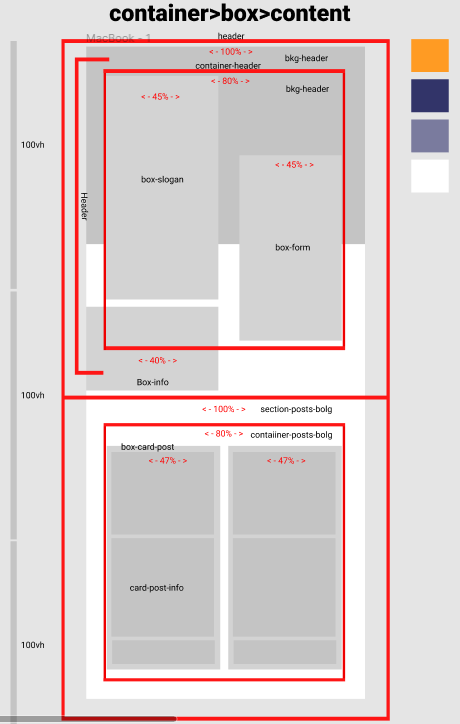 container>box>content
MacBook - 1
header
<- 100% ->
bkg-header
container-header
<- 80% ->
bkg-header
<- 45% ->
100vh
<- 45% ->
box-slogan
Header
box-form
<- 40% ->
Box-info
100vh
<- 100% ->
section-posts-bolg
<- 80% ->
contaiiner-posts-bolg
box-card-post
<- 47% ->
<- 47% ->
card-post-info
100vh